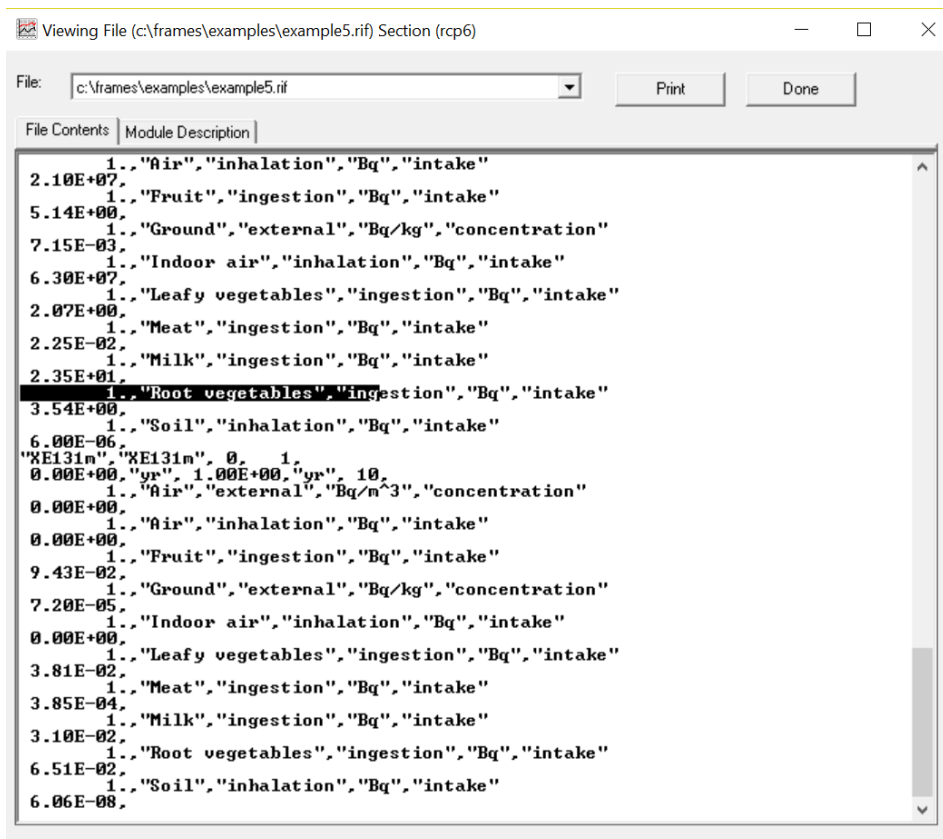 Viewing File (c:\frames\examples\example5.rif) Section (rcp6)
File: c:\frames\examples\example5.rif Print Done
File Contents Module Description
1.,"Air","inhalation","Bq","intake"
2.10E+07,
1.,"Fruit","ingestion","Bq","intake"
5.14E+00,
1.,"Ground","external","Bq/kg","concentration"
7.15E-03,
1.,"Indoor air","inhalation","Bq","intake"
6.30E+07,
1.,"Leafy vegetables","ingestion","Bq","intake"
2.07E+00,
1.,"Meat","ingestion","Bq","intake"
2.25E-02,
1.,"Milk","ingestion","Bq","intake"
2.35E+01,
1.,"Root vegetables","ingestion","Bq","intake"
3.54E+00,
1.,"Soil","inhalation","Bq","intake"
6.00E-06,
"XE131m","XE131m", 0, 1,
0.00E+00,"yr", 1.00E+00,"yr", 10,
1.,"Air","external","Bq/m^3","concentration"
0.00E+00,
1.,"Air","inhalation","Bq","intake"
0.00E+00,
1.,"Fruit","ingestion","Bq","intake"
9.43E-02,
1.,"Ground","external","Bq/kg","concentration"
7.20E-05,
1.,"Indoor air","inhalation","Bq","intake"
0.00E+00,
1.,"Leafy vegetables","ingestion","Bq","intake"
3.81E-02,
1.,"Meat","ingestion","Bq","intake"
3.85E-04,
1.,"Milk","ingestion","Bq","intake"
3.10E-02,
1.,"Root vegetables","ingestion","Bq","intake"
6.51E-02,
1.,"Soil","inhalation","Bq","intake"
6.06E-08,